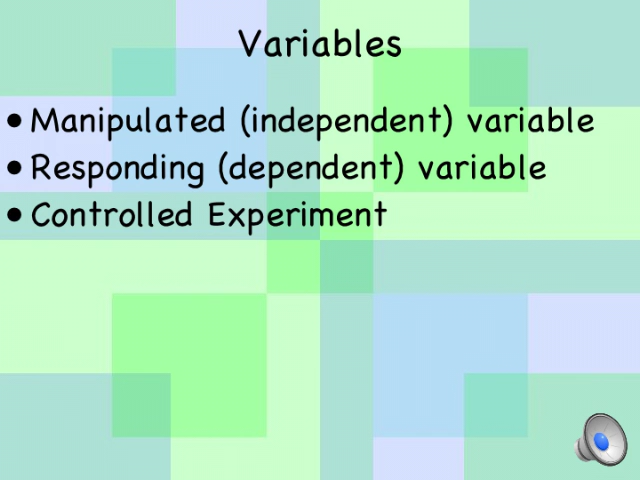 Variables
• Manipulated (independent) variable
• Responding (dependent) variable
• Controlled Experiment